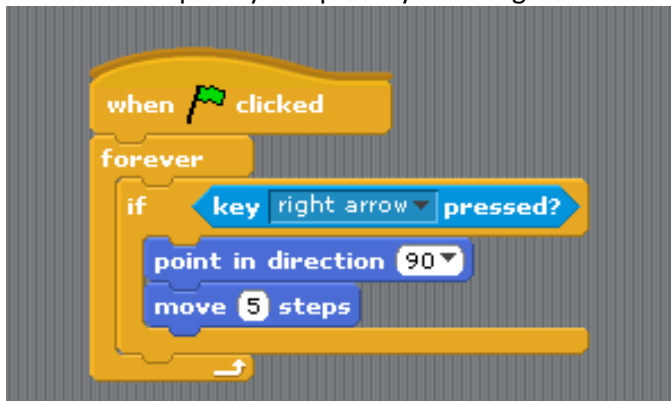 when clicked
forever
if key right arrow pressed?
point in direction 90
move 5 steps